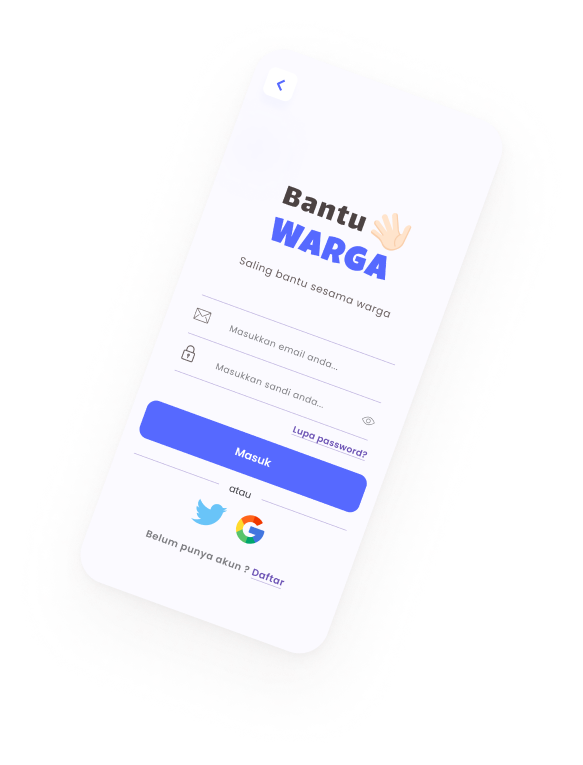 Bantu
WARGA
Saling bantu sesama warga
Masukkan email anda...
Masukkan sandi anda...
Lupa password?
Masuk
atau
Belum punya akun ? Daftar